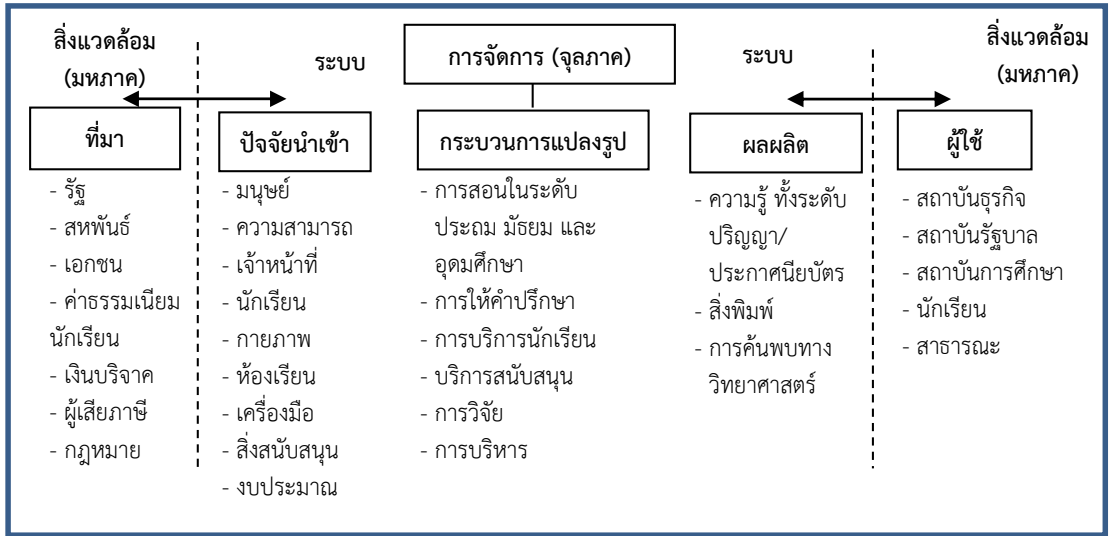 สิ่งแวดล้อม
(มหภาค)
ระบบ
การจัดการ (จุลภาค)
ระบบ
สิ่งแวดล้อม
(มหภาค)
ที่มา
- รัฐ
- สหพันธ์
- เอกชน
- ค่าธรรมเนียม
นักเรียน
- เงินบริจาค
- ผู้เสียภาษี
- กฎหมาย
ปัจจัยนำเข้า
- มนุษย์
- ความสามารถ
- เจ้าหน้าที่
- นักเรียน
- กายภาพ
- ห้องเรียน
- เครื่องมือ
- สิ่งสนับสนุน
- งบประมาณ
กระบวนการแปลงรูป
- การสอนในระดับ
ประถม มัธยม และ
อุดมศึกษา
- การให้คำปรึกษา
- การบริการนักเรียน
- บริการสนับสนุน
- การวิจัย
- การบริหาร
ผลผลิต
- ความรู้ ทั้งระดับ
ปริญญา/
ประกาศนียบัตร
- สิ่งพิมพ์
- การค้นพบทาง
วิทยาศาสตร์
ผู้ใช้
- สถาบันธุรกิจ
- สถาบันรัฐบาล
- สถาบันการศึกษา
- นักเรียน
- สาธารณะ